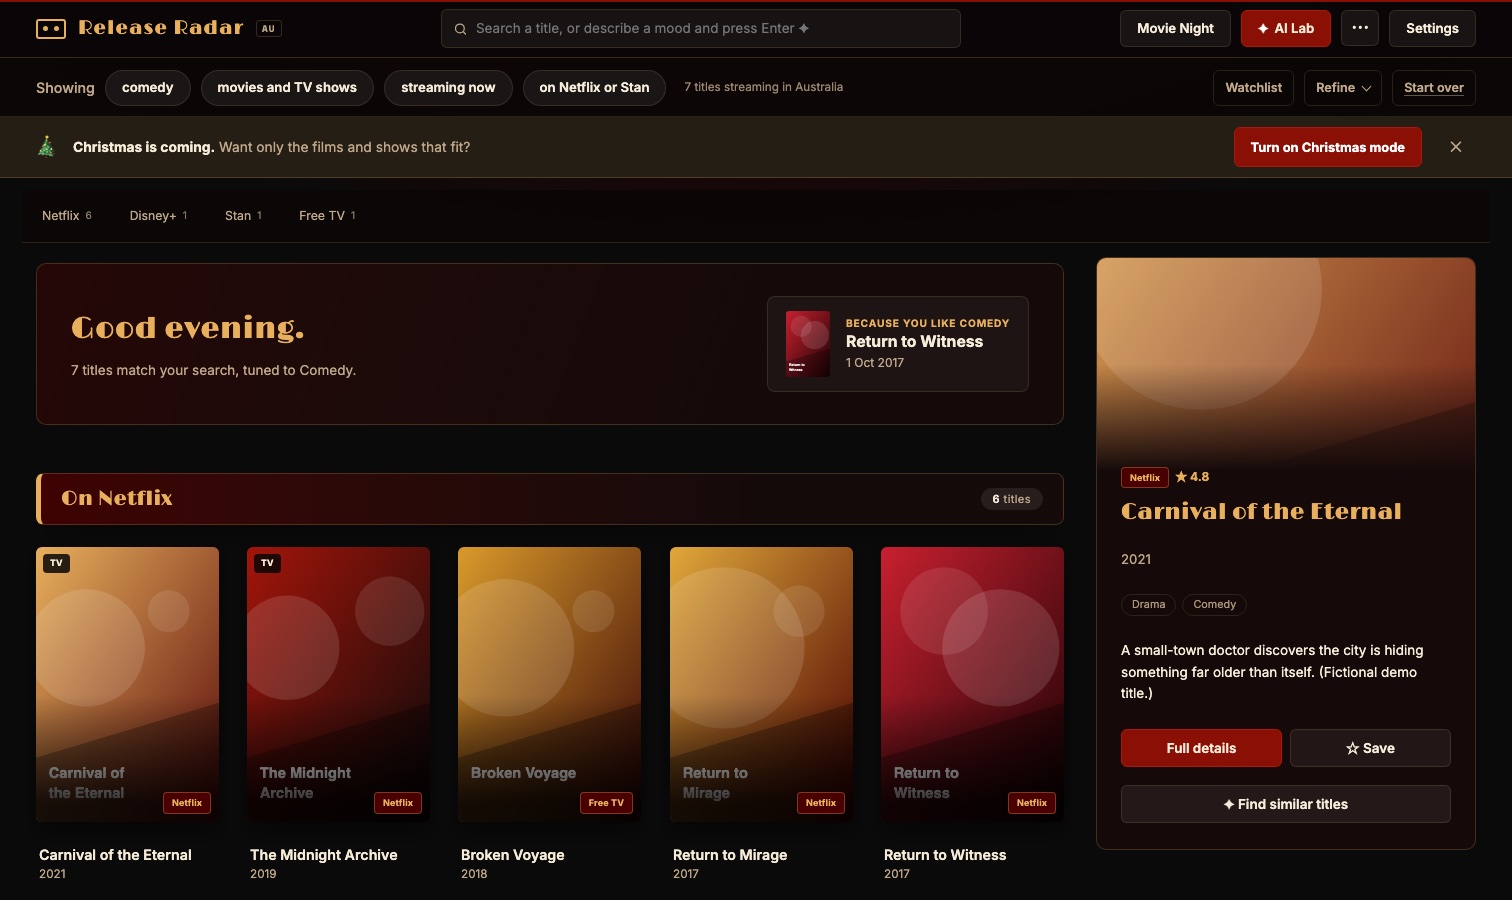 Release Radar AU
Search a title, or describe a mood and press Enter ✦
Movie Night
✦ AI Lab
•••
Settings
Showing
comedy
movies and TV shows
streaming now
on Netflix or Stan
7 titles streaming in Australia
Watchlist
Refine
Start over
Christmas is coming. Want only the films and shows that fit?
Turn on Christmas mode
Netflix 6
Disney+ 1
Stan 1
Free TV 1
Good evening.
7 titles match your search, tuned to Comedy.
Return to
Witness
BECAUSE YOU LIKE COMEDY
Return to Witness
1 Oct 2017
On Netflix
6 titles
TV
Carnival of
the Eternal
Netflix
Carnival of the Eternal
2021
TV
The Midnight
Archive
Netflix
The Midnight Archive
2019
Broken Voyage
Free TV
Broken Voyage
2018
Return to
Mirage
Netflix
Return to Mirage
2017
Return to
Witness
Netflix
Return to Witness
2017
Netflix ★ 4.8
Carnival of the Eternal
2021
Drama
Comedy
A small-town doctor discovers the city is hiding
something far older than itself. (Fictional demo
title.)
Full details
☆ Save
✦ Find similar titles